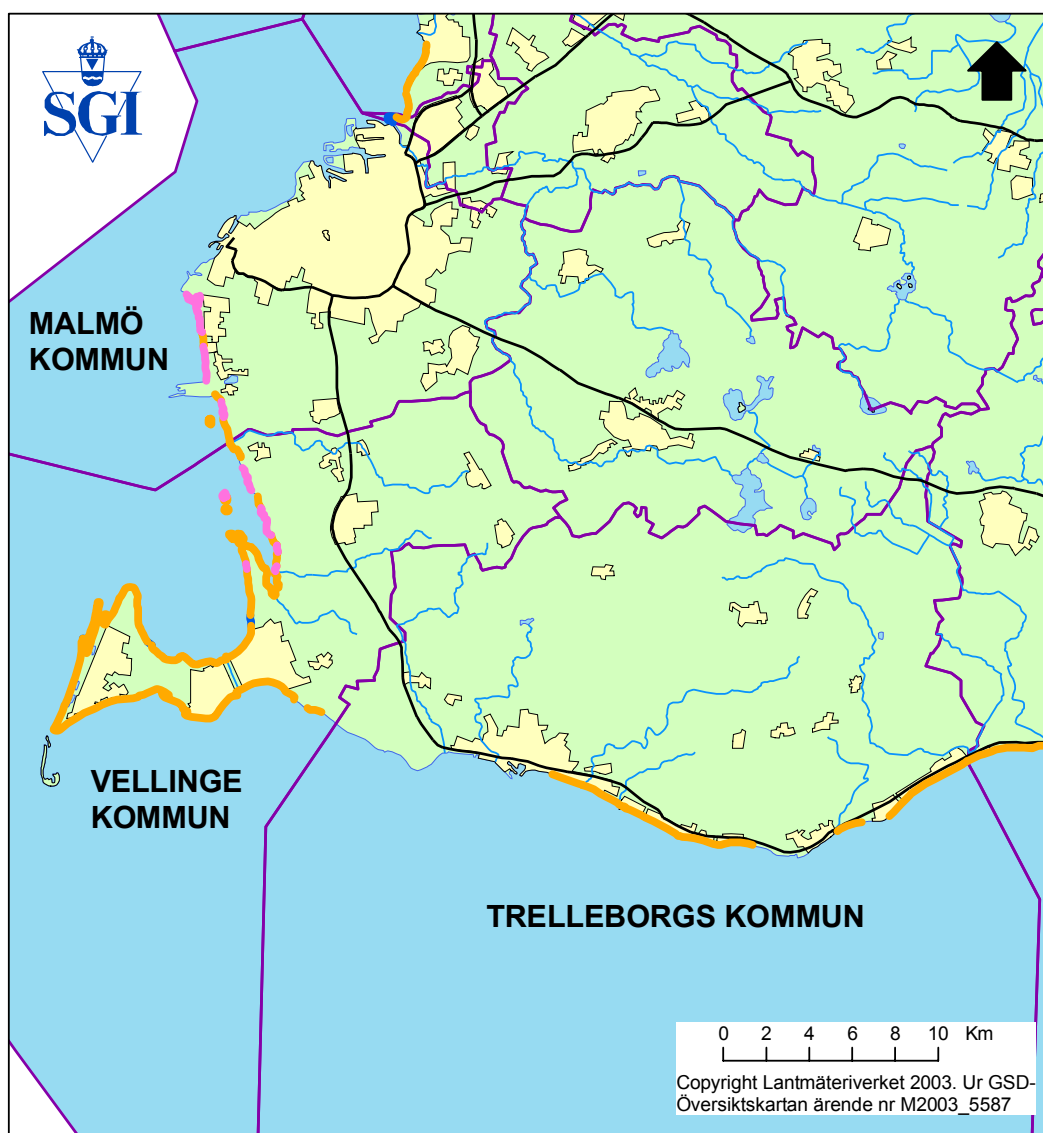 SGI
MALMÖ
KOMMUN
VELLINGE
KOMMUN
TRELLEBORGS KOMMUN
0 2 4 6 8 10 Km
Copyright Lantmäteriverket 2003. Ur GSD-
Översiktskartan ärende nr M2003_5587